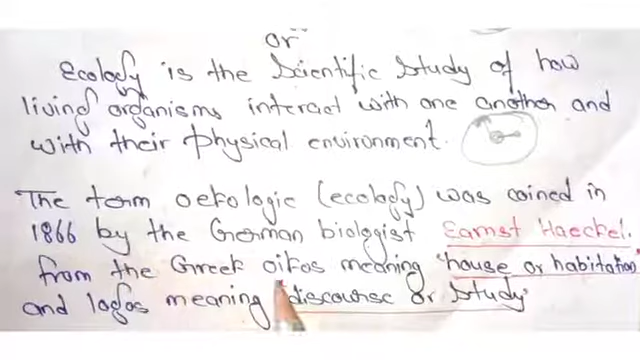 or
Ecology is the Scientific Study of how
living organisms interact with one another and
with their physical environment.
The term oekologie (ecology) was coined in
1866 by the German biologist Earnst Haeckel.
from the Greek oikos meaning "house or habitation"
and logos meaning 'discourse or study'